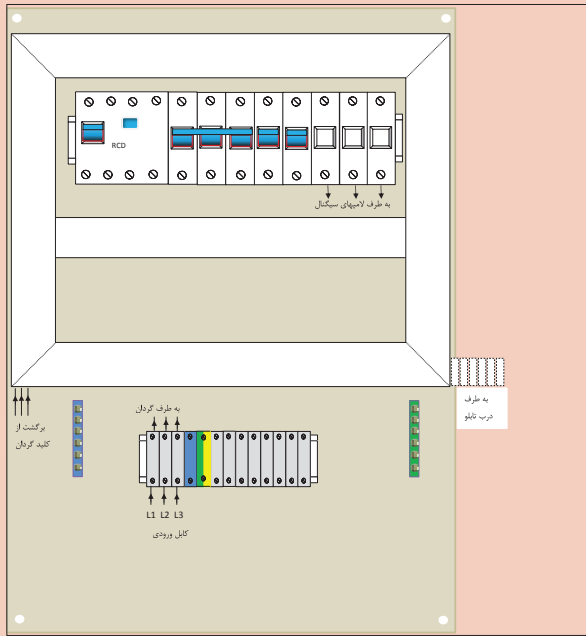 RCD
به طرف لامپهای سیگنال
به طرف
درب تابلو
به طرف گردان
برگشت از
کلید گردان
L1 L2 L3
کابل ورودی